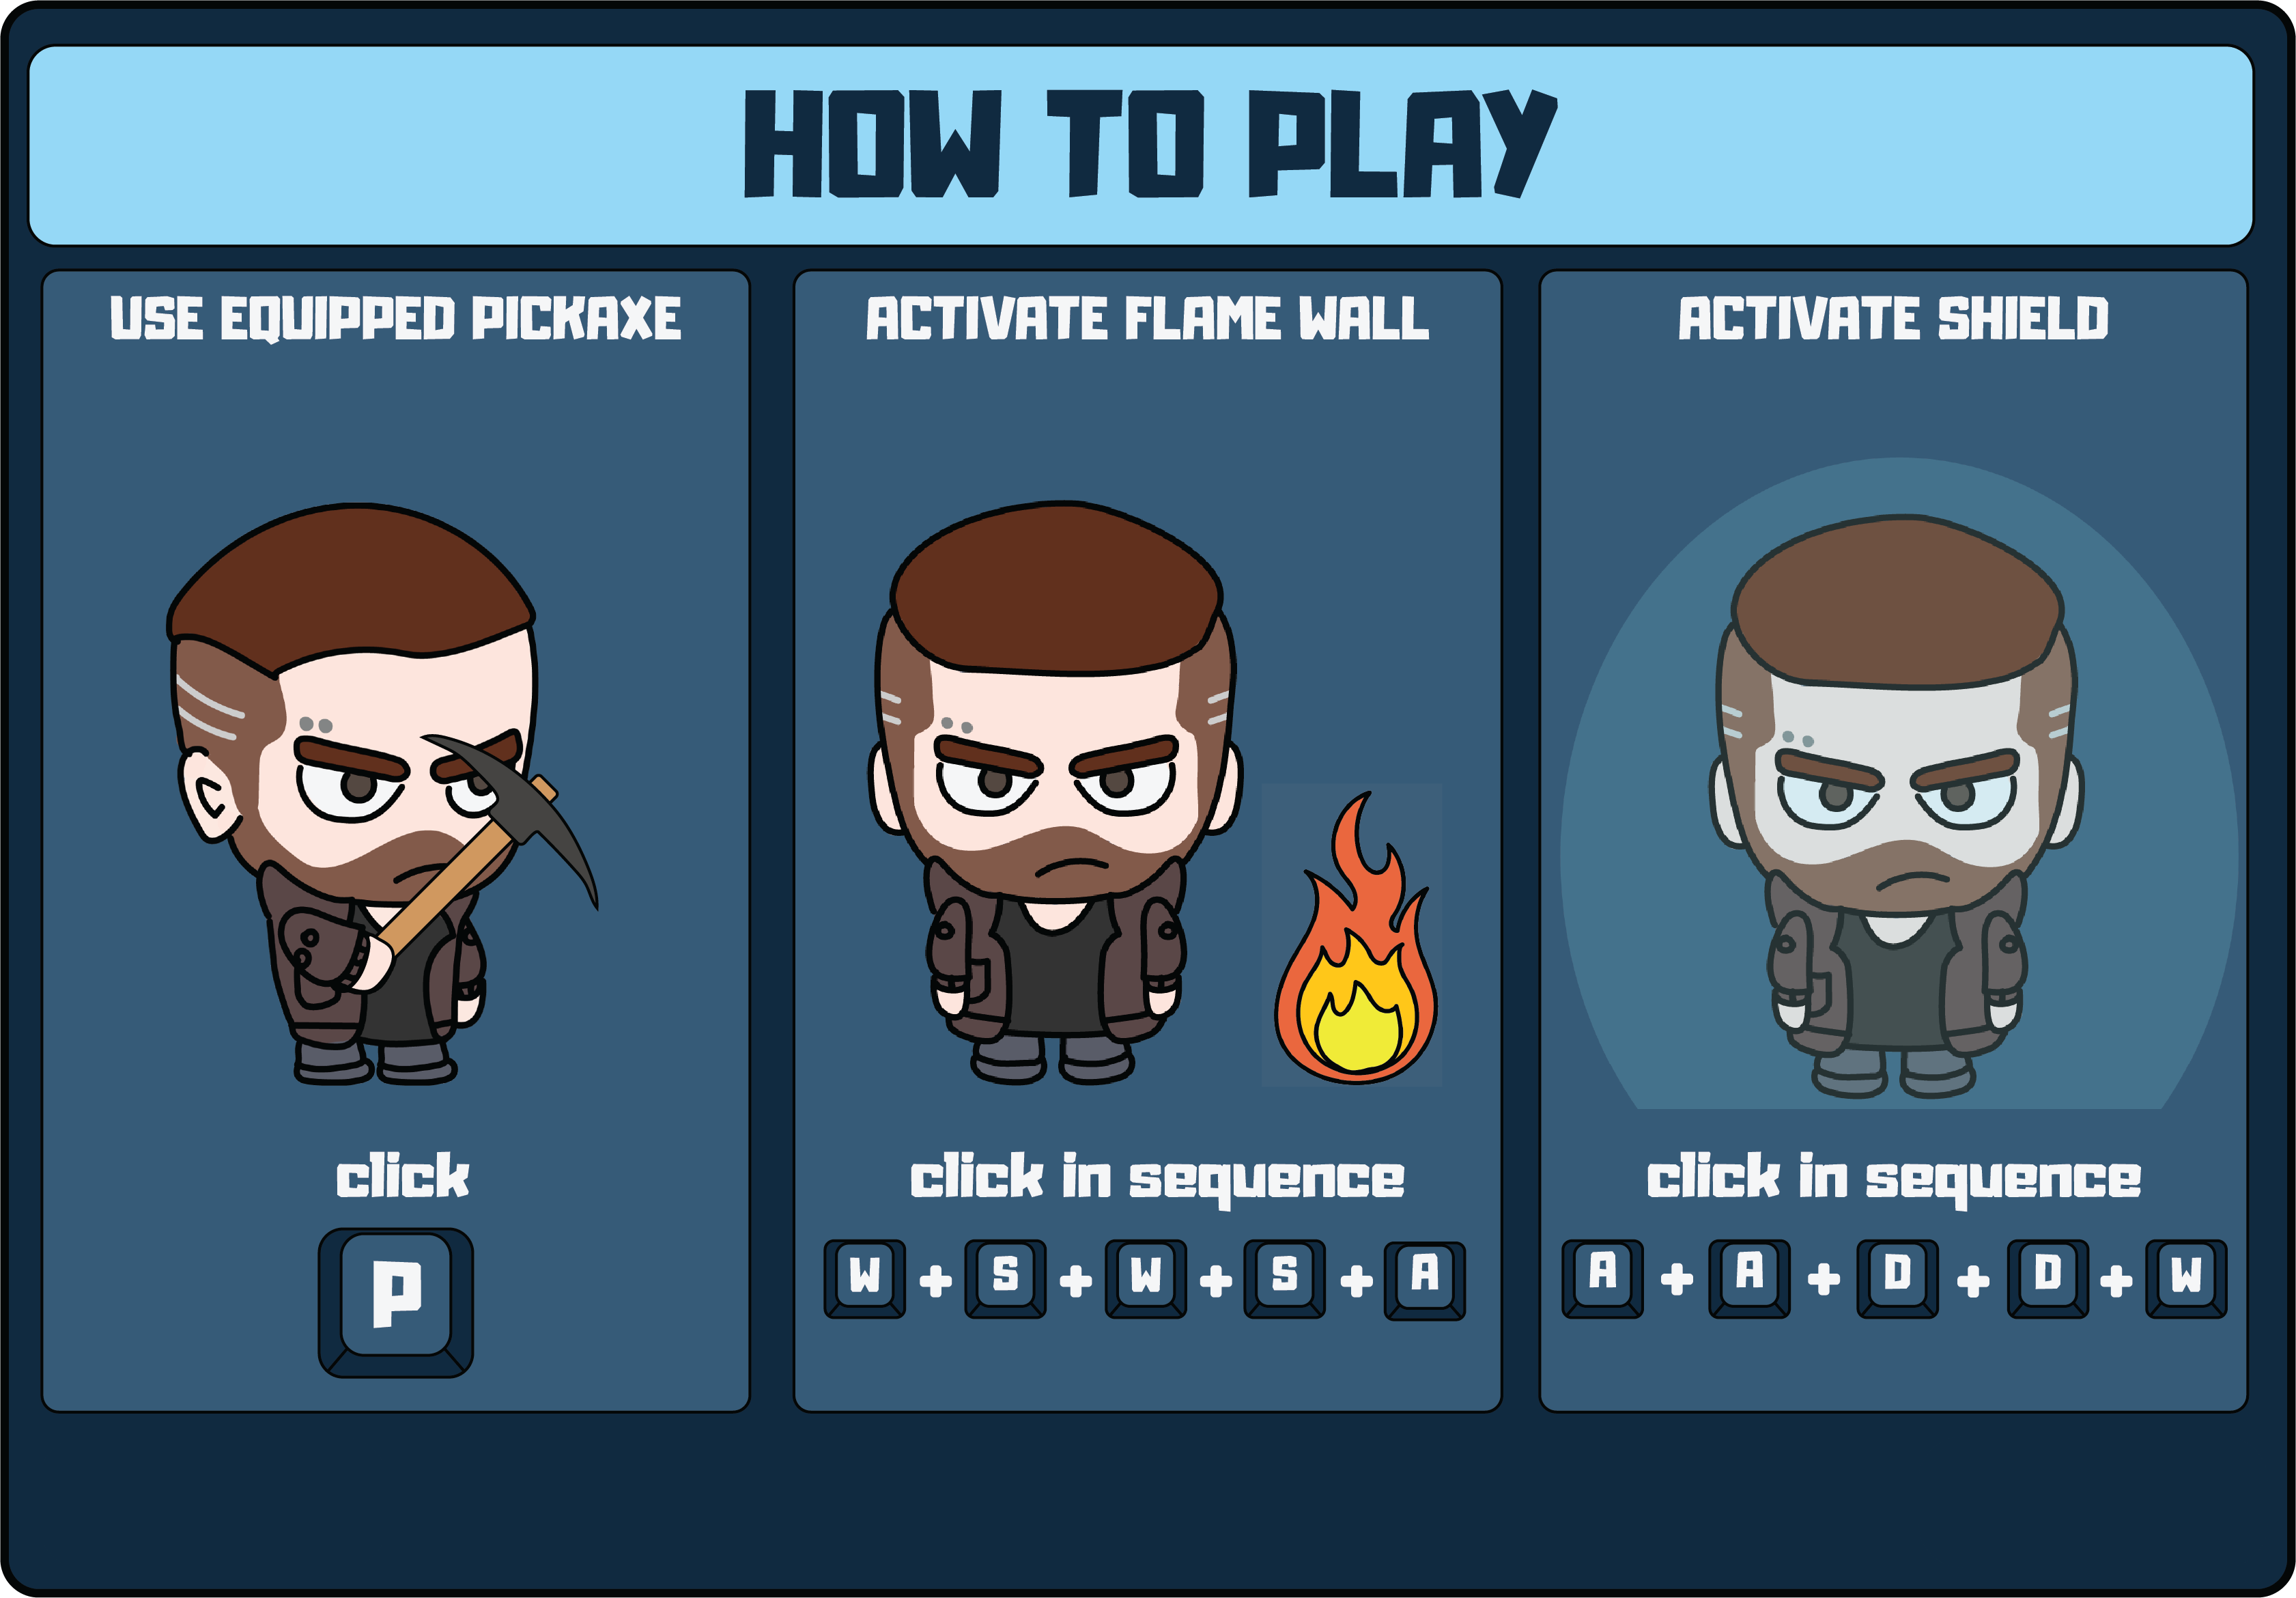 HOW TO PLAY
USE EQUIPPED PICKAXE
click
P
ACTIVATE FLAME WALL
click in sequence
W + S + W + S + A
ACTIVATE SHIELD
click in sequence
A + A + D + D + W